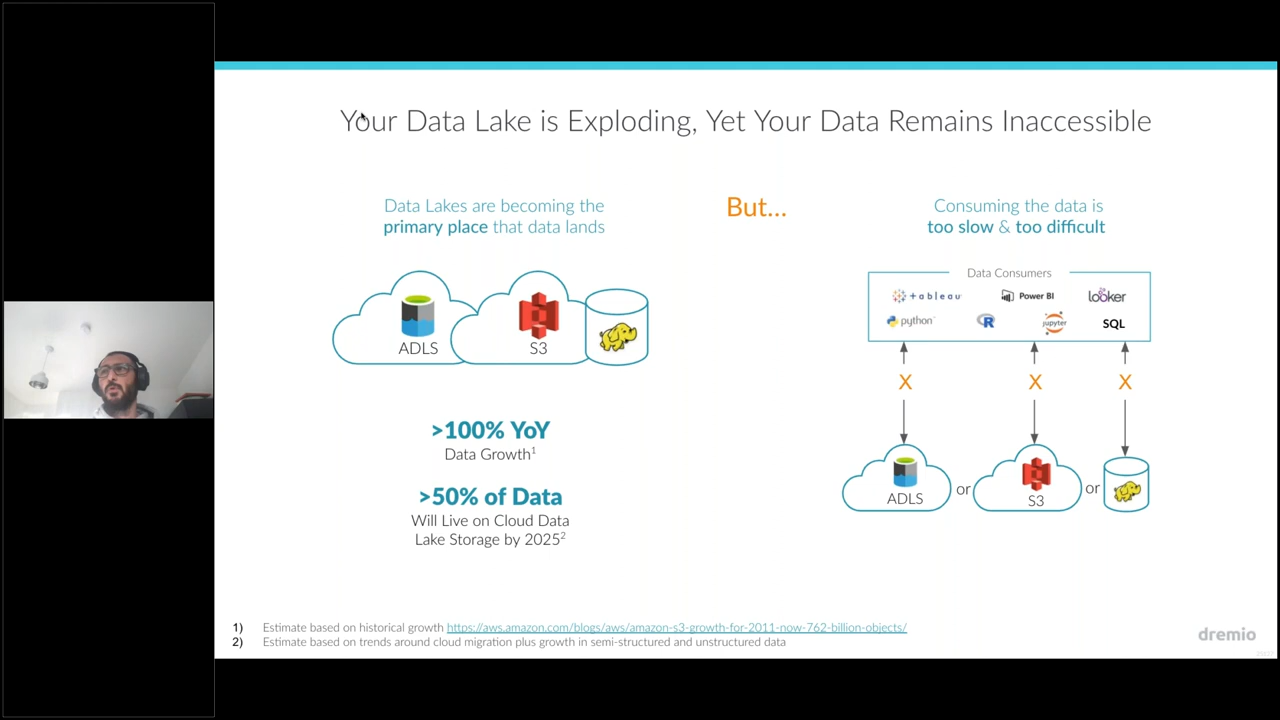 Your Data Lake is Exploding, Yet Your Data Remains Inaccessible
Data Lakes are becoming the
primary place that data lands
But...
Consuming the data is
too slow & too difficult
ADLS
S3
>100% YoY
Data Growth1
>50% of Data
Will Live on Cloud Data
Lake Storage by 20252
Data Consumers
+tableau
Power BI
looker
python
R
jupyter
SQL
X
X
X
ADLS
or
S3
or
1) Estimate based on historical growth https://aws.amazon.com/blogs/aws/amazon-s3-growth-for-2011-now-762-billion-objects/
2) Estimate based on trends around cloud migration plus growth in semi-structured and unstructured data
dremio